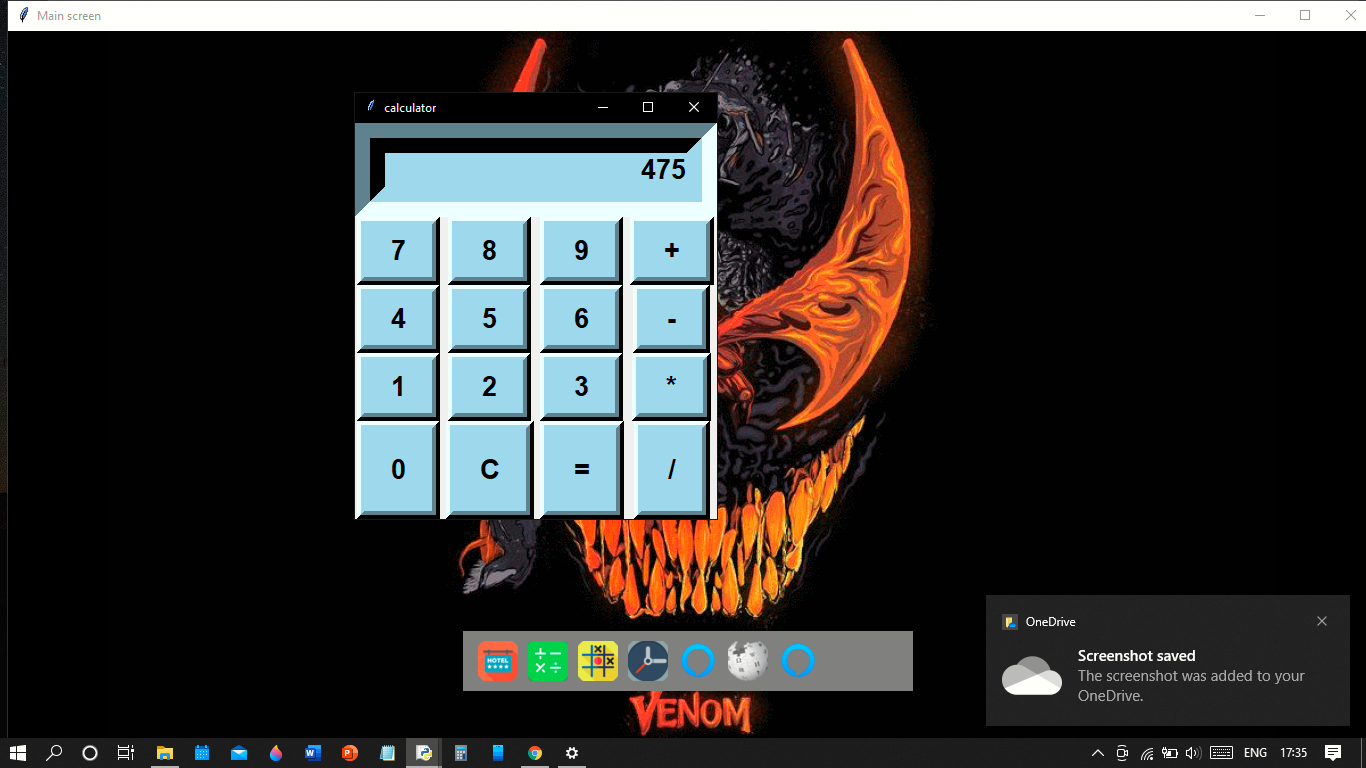 Main screen
calculator
475
7 8 9 +
4 5 6 -
1 2 3 *
0 C = /
HOTEL
VENOM
OneDrive
Screenshot saved
The screenshot was added to your
OneDrive.
ENG 17:35